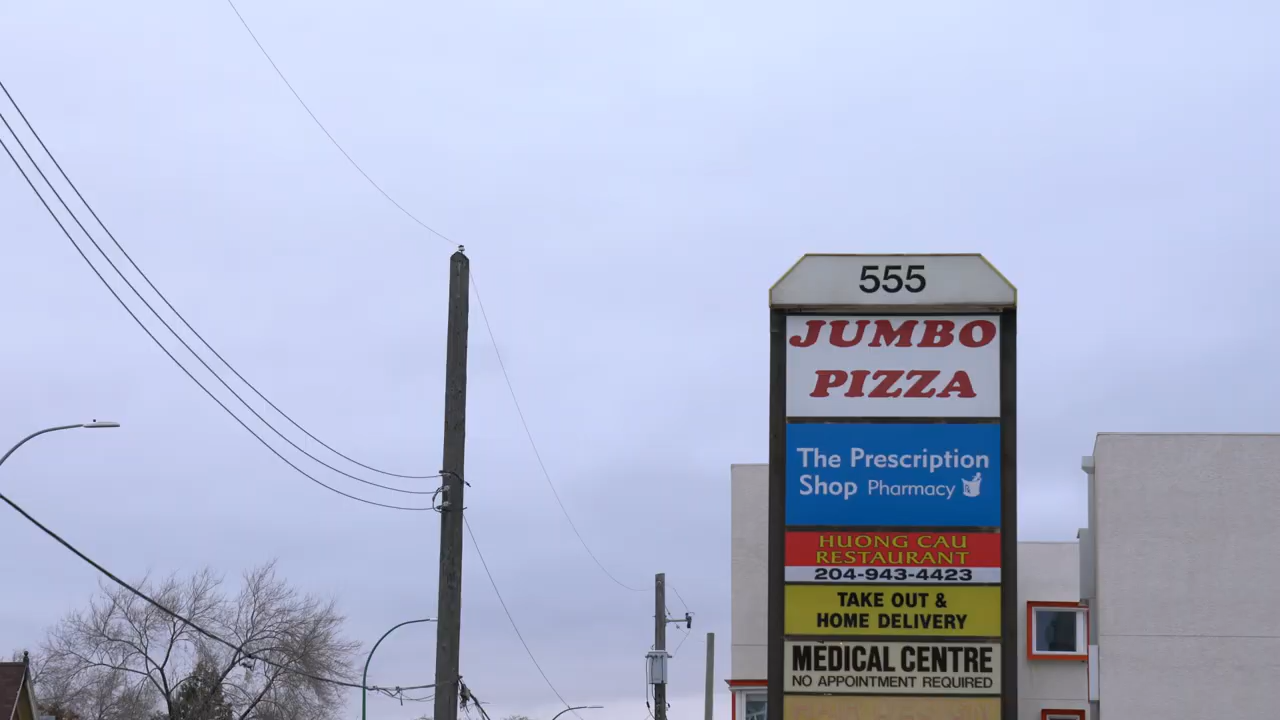 555
JUMBO
PIZZA
The Prescription
Shop Pharmacy
HUONG CAU
RESTAURANT
204-943-4423
TAKE OUT &
HOME DELIVERY
MEDICAL CENTRE
NO APPOINTMENT REQUIRED